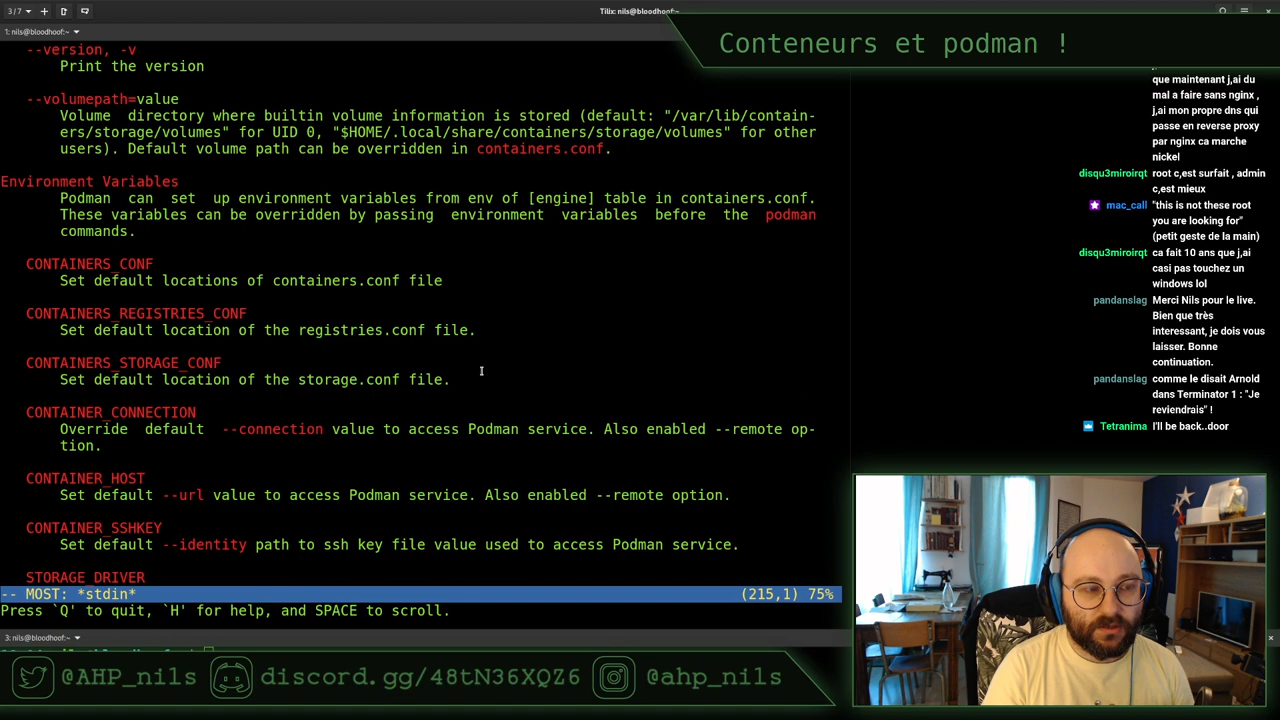 3 / 7
Tilix: nils@bloodhoof:~
1: nils@bloodhoof:~
Conteneurs et podman !
--version, -v
Print the version
--volumepath=value
Volume directory where builtin volume information is stored (default: "/var/lib/contain-
ers/storage/volumes" for UID 0, "$HOME/.local/share/containers/storage/volumes" for other
users). Default volume path can be overridden in containers.conf.
Environment Variables
Podman can set up environment variables from env of [engine] table in containers.conf.
These variables can be overridden by passing environment variables before the podman
commands.
CONTAINERS_CONF
Set default locations of containers.conf file
CONTAINERS_REGISTRIES_CONF
Set default location of the registries.conf file.
CONTAINERS_STORAGE_CONF
Set default location of the storage.conf file.
CONTAINER_CONNECTION
Override default --connection value to access Podman service. Also enabled --remote op-
tion.
CONTAINER_HOST
Set default --url value to access Podman service. Also enabled --remote option.
CONTAINER_SSHKEY
Set default --identity path to ssh key file value used to access Podman service.
STORAGE_DRIVER
-- MOST: *stdin* (215,1) 75%
Press `Q' to quit, `H' for help, and SPACE to scroll.
3: nils@bloodhoof:~
que maintenant j,ai du
mal a faire sans nginx ,
j,ai mon propre dns qui
passe en reverse proxy
par nginx ca marche
nickel
disqu3miroirqt root c,est surfait , admin
c,est mieux
mac_call "this is not these root
you are looking for"
(petit geste de la main)
disqu3miroirqt ca fait 10 ans que j,ai
casi pas touchez un
windows lol
pandanslag Merci Nils pour le live.
Bien que très
interessant, je dois vous
laisser. Bonne
continuation.
pandanslag comme le disait Arnold
dans Terminator 1 : "Je
reviendrais" !
Tetranima I'll be back..door
@AHP_nils
discord.gg/48tN36XQZ6
@ahp_nils